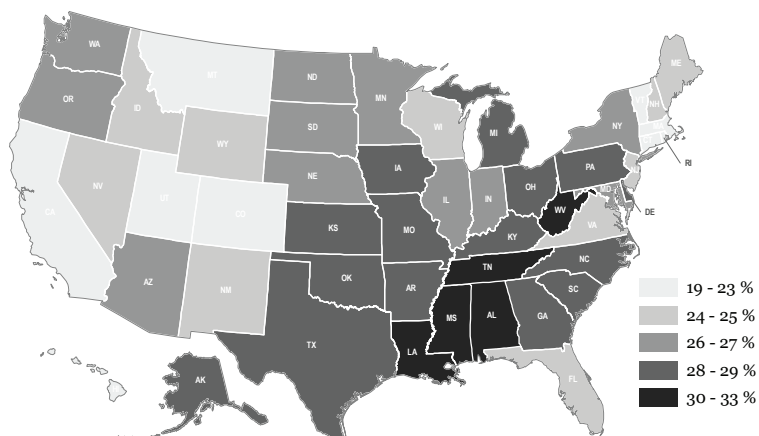 WA
MT
ND
MN
ME
OR
ID
SD
WI
MI
VT
NH
NY
WY
NE
IA
PA
NJ
RI
NV
UT
CO
IL
IN
OH
MD
DE
CA
KS
MO
KY
WV
VA
AZ
NM
OK
AR
TN
NC
SC
MS
AL
GA
TX
LA
AK
FL
19 - 23 %
24 - 25 %
26 - 27 %
28 - 29 %
30 - 33 %